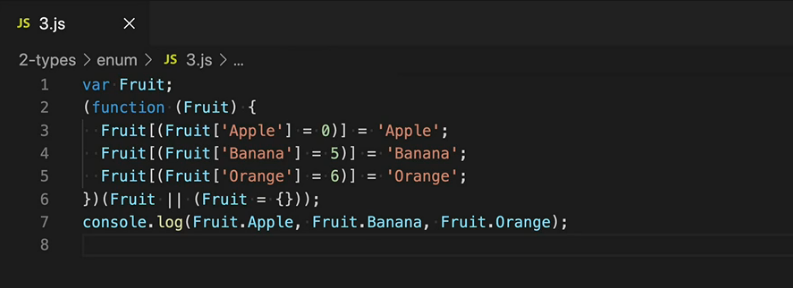 JS 3.js ×
2-types > enum > JS 3.js > ...
1 var Fruit;
2 (function (Fruit) {
3   Fruit[(Fruit['Apple'] = 0)] = 'Apple';
4   Fruit[(Fruit['Banana'] = 5)] = 'Banana';
5   Fruit[(Fruit['Orange'] = 6)] = 'Orange';
6 })(Fruit || (Fruit = {}));
7 console.log(Fruit.Apple, Fruit.Banana, Fruit.Orange);
8